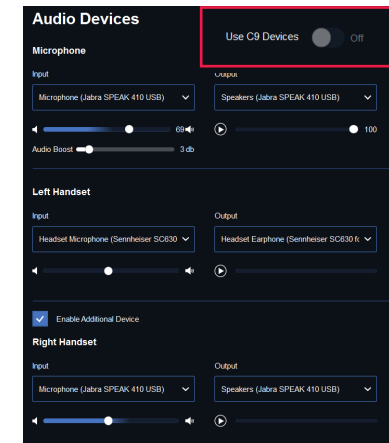 Audio Devices
Use C9 Devices Off
Microphone
Input Output
Microphone (Jabra SPEAK 410 USB) Speakers (Jabra SPEAK 410 USB)
69 100
Audio Boost 3 db
Left Handset
Input Output
Headset Microphone (Sennheiser SC630 Headset Earphone (Sennheiser SC630 fo
Enable Additional Device
Right Handset
Input Output
Microphone (Jabra SPEAK 410 USB) Speakers (Jabra SPEAK 410 USB)